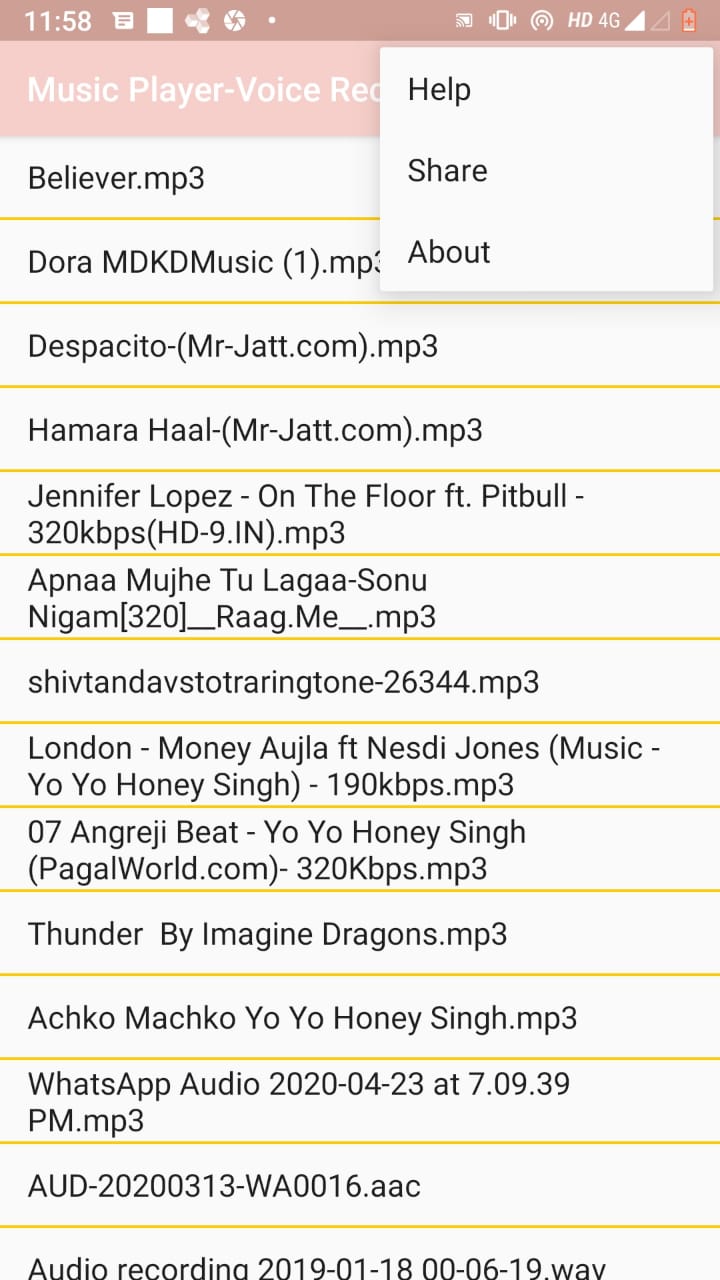 11:58
HD 4G
Music Player-Voice Rec
Help
Share
About
Believer.mp3
Dora MDKDMusic (1).mp3
Despacito-(Mr-Jatt.com).mp3
Hamara Haal-(Mr-Jatt.com).mp3
Jennifer Lopez - On The Floor ft. Pitbull -
320kbps(HD-9.IN).mp3
Apnaa Mujhe Tu Lagaa-Sonu
Nigam[320]__Raag.Me__.mp3
shivtandavstotraringtone-26344.mp3
London - Money Aujla ft Nesdi Jones (Music -
Yo Yo Honey Singh) - 190kbps.mp3
07 Angreji Beat - Yo Yo Honey Singh
(PagalWorld.com)- 320Kbps.mp3
Thunder  By Imagine Dragons.mp3
Achko Machko Yo Yo Honey Singh.mp3
WhatsApp Audio 2020-04-23 at 7.09.39
PM.mp3
AUD-20200313-WA0016.aac
Audio recording 2019-01-18 00-06-19.wav